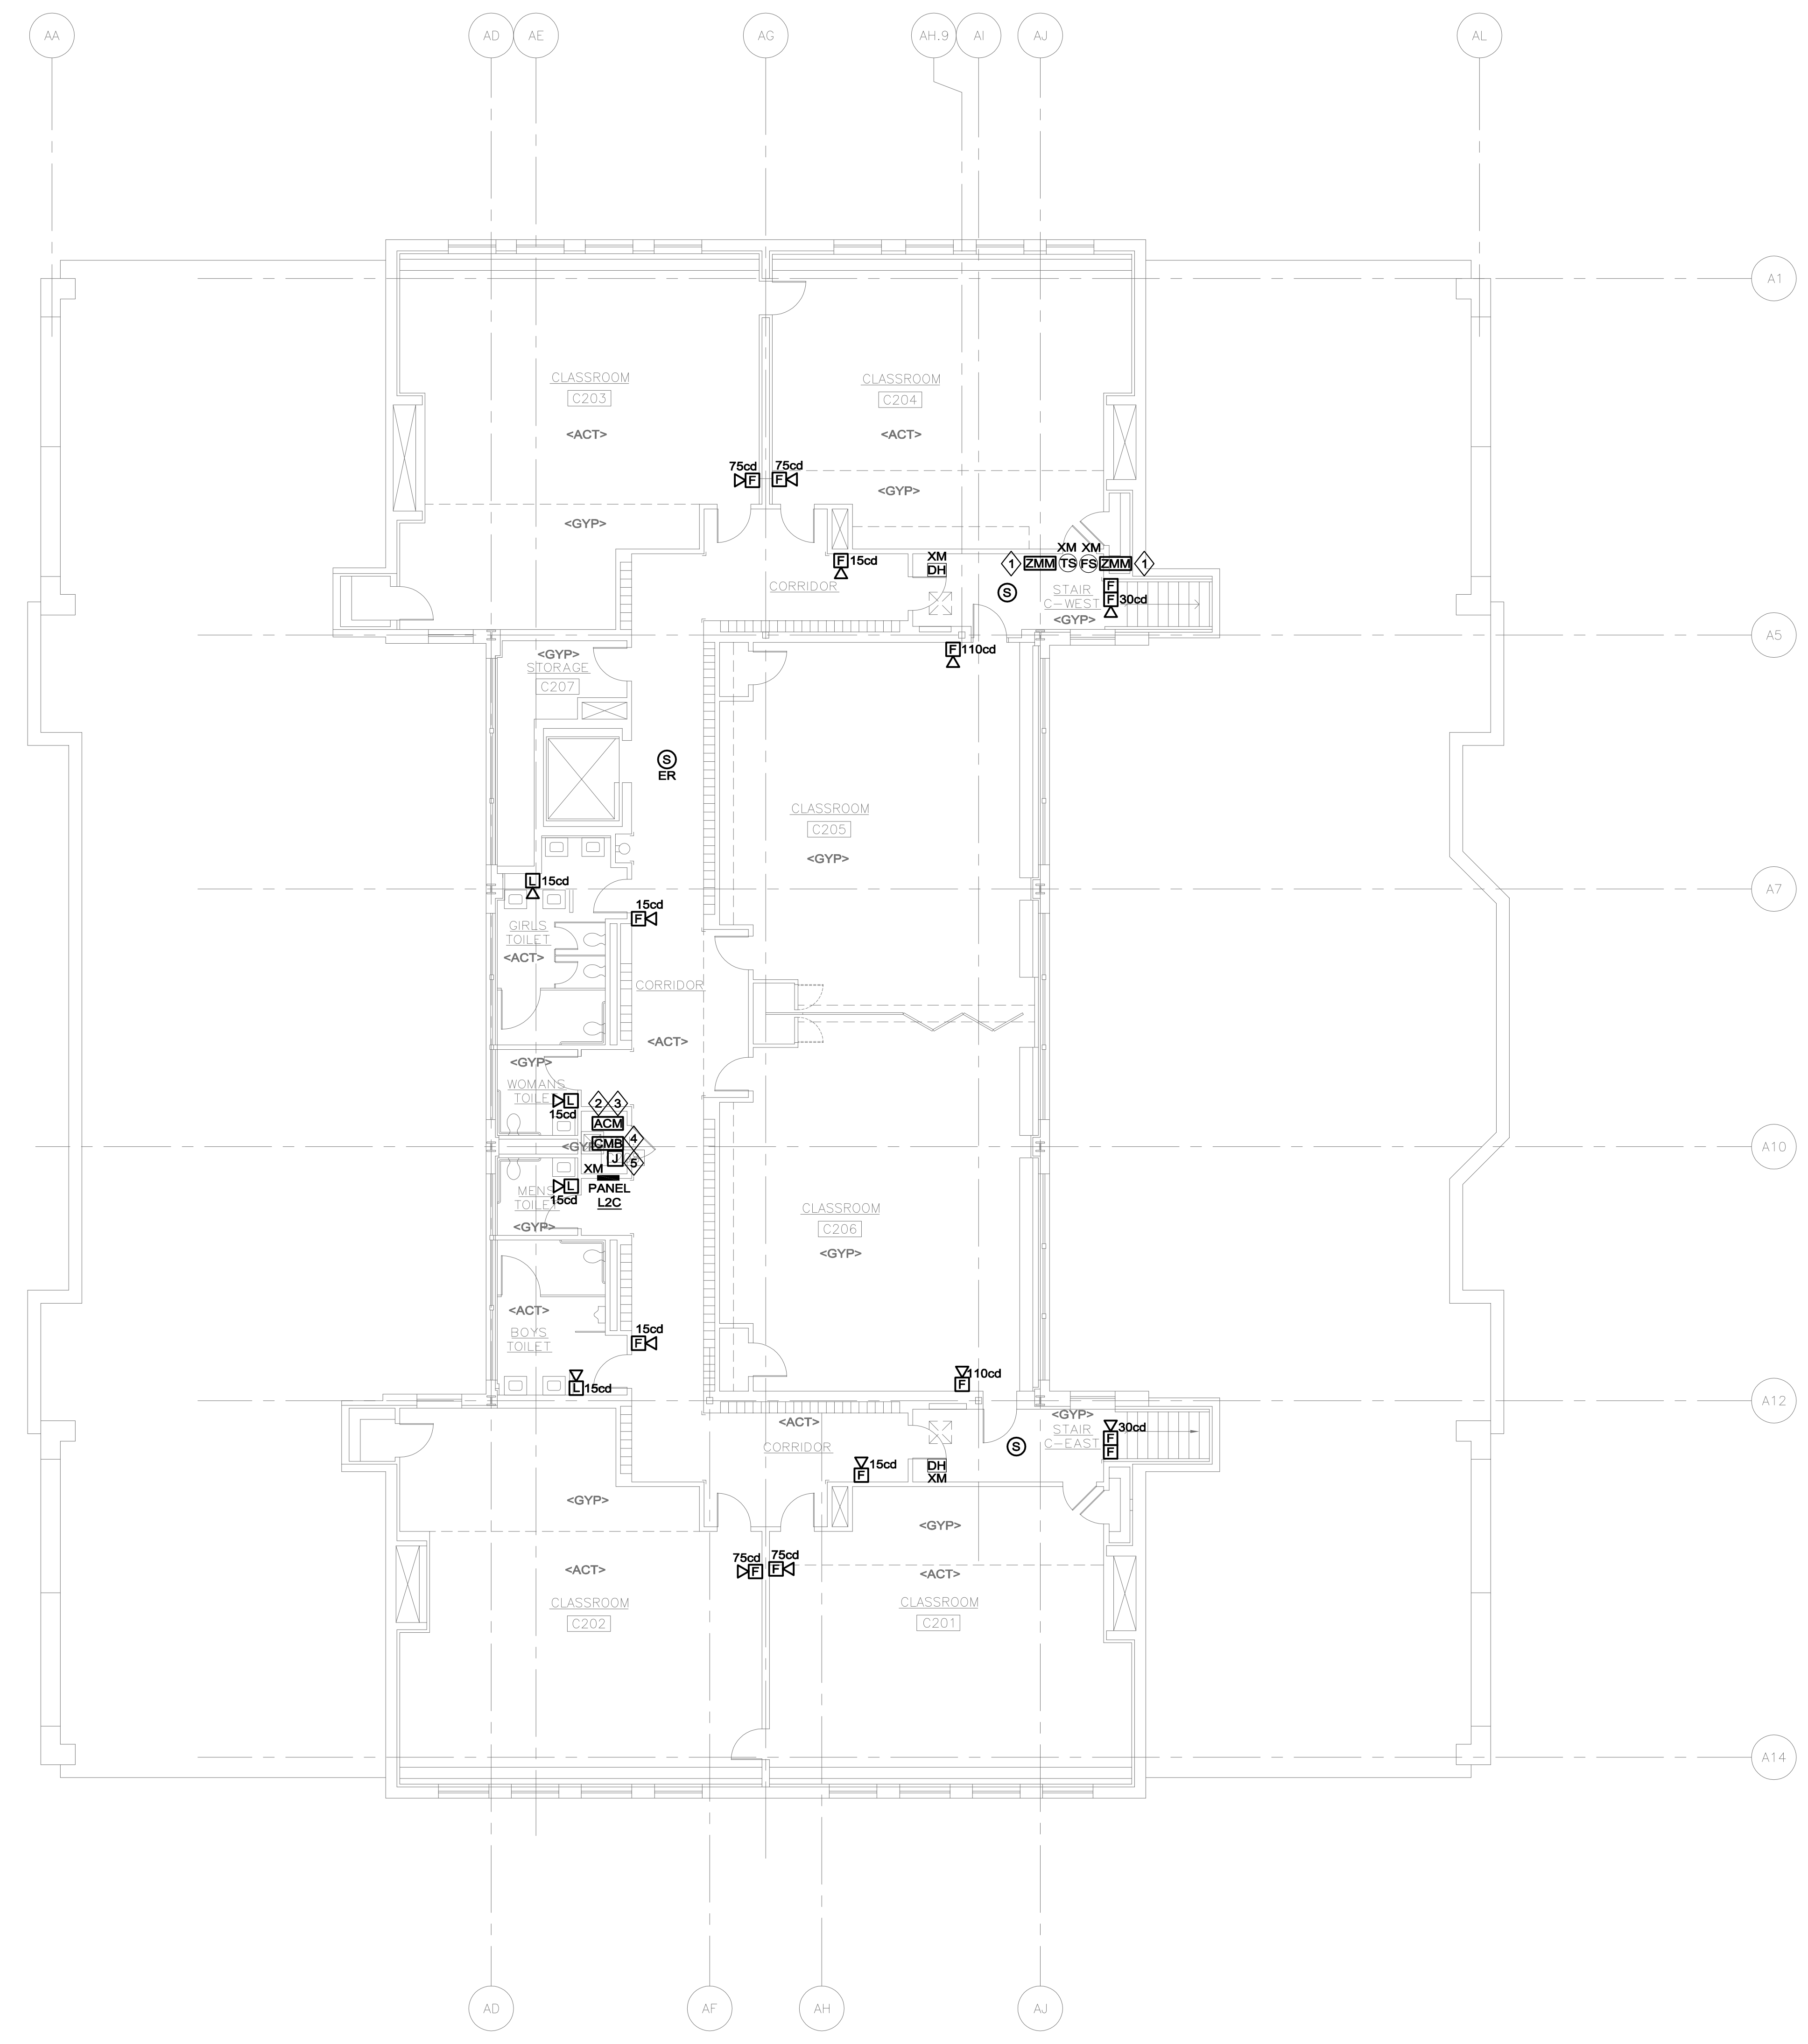 AA
AD
AE
AG
AH.9
AI
AJ
AL
A1
CLASSROOM
C203
<ACT>
CLASSROOM
C204
<ACT>
75cd
F
75cd
F
<GYP>
<GYP>
XM XM
1 ZMM TS FS ZMM 1
F 15cd
XM
DH
CORRIDOR
S
STAIR
C-WEST
<GYP>
F
F 30cd
A5
F 110cd
<GYP>
STORAGE
C207
S
ER
CLASSROOM
C205
<GYP>
L 15cd
A7
15cd
F
GIRLS
TOILET
<ACT>
CORRIDOR
<ACT>
<GYP>
WOMANS
TOILET
L
15cd
2 3
ACM
<GYP>
CMB 4
J 5
A10
XM
PANEL
L2C
L
15cd
MENS
TOILET
<GYP>
CLASSROOM
C206
<GYP>
<ACT>
BOYS
TOILET
15cd
F
L 15cd
110cd
F
A12
<ACT>
CORRIDOR
15cd
F
S
DH
XM
<GYP>
STAIR
C-EAST
30cd
F
F
<GYP>
<GYP>
75cd
F
75cd
F
<ACT>
CLASSROOM
C202
<ACT>
CLASSROOM
C201
A14
AD
AF
AH
AJ